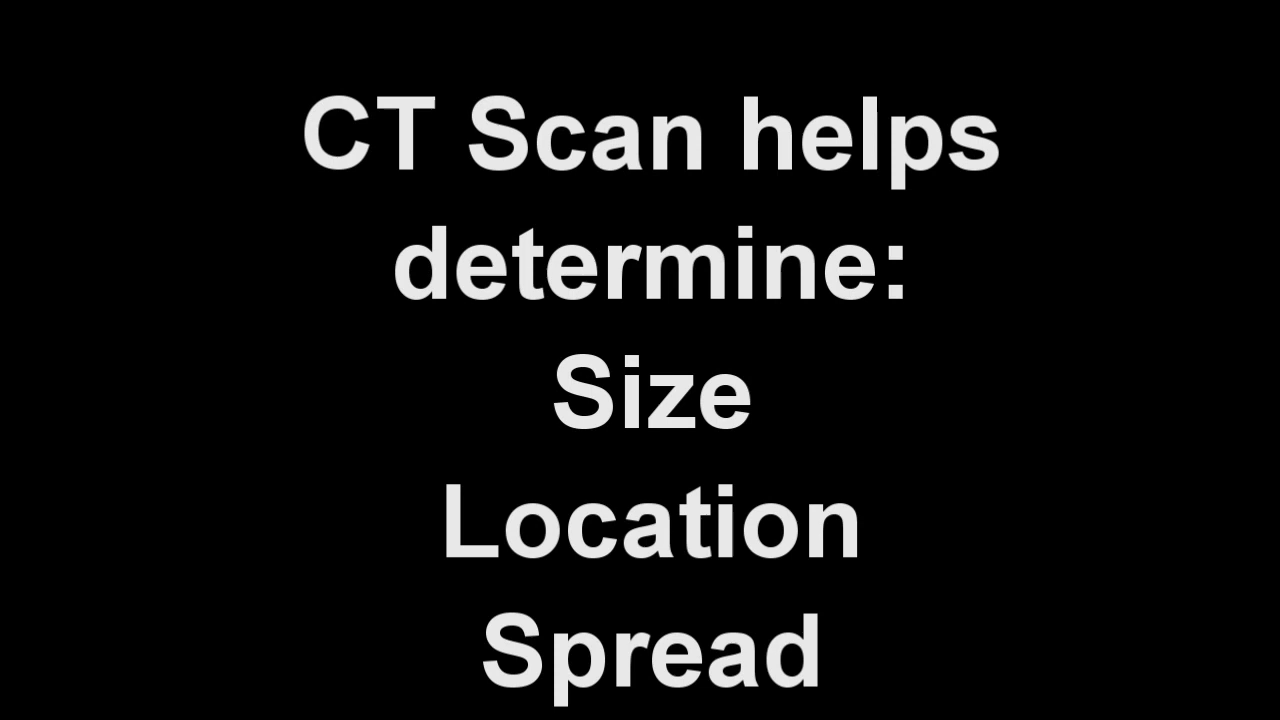 CT Scan helps
determine:
Size
Location
Spread